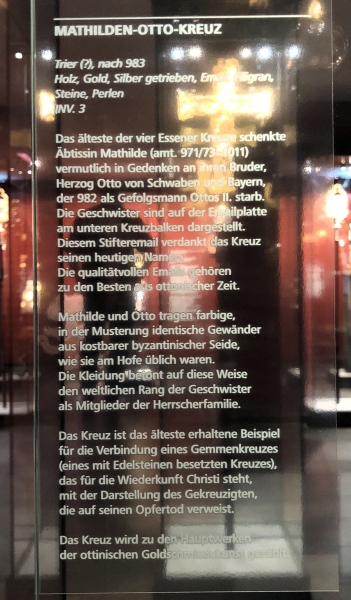 MATHILDEN-OTTO-KREUZ
Trier (?), nach 983
Holz, Gold, Silber getrieben, Email, Filigran,
Steine, Perlen
INV. 3
Das älteste der vier Essener Kreuze schenkte
Äbtissin Mathilde (amt. 971/73-1011)
vermutlich in Gedenken an ihren Bruder,
Herzog Otto von Schwaben und Bayern,
der 982 als Gefolgsmann Ottos II. starb.
Die Geschwister sind auf der Emailplatte
am unteren Kreuzbalken dargestellt.
Diesem Stifteremail verdankt das Kreuz
seinen heutigen Namen.
Die qualitätvollen Emails gehören
zu den Besten aus ottonischer Zeit.
Mathilde und Otto tragen farbige,
in der Musterung identische Gewänder
aus kostbarer byzantinischer Seide,
wie sie am Hofe üblich waren.
Die Kleidung betont auf diese Weise
den weltlichen Rang der Geschwister
als Mitglieder der Herrscherfamilie.
Das Kreuz ist das älteste erhaltene Beispiel
für die Verbindung eines Gemmenkreuzes
(eines mit Edelsteinen besetzten Kreuzes),
das für die Wiederkunft Christi steht,
mit der Darstellung des Gekreuzigten,
die auf seinen Opfertod verweist.
Das Kreuz wird zu den Hauptwerken
der ottinischen Goldschmiedekunst gezählt.